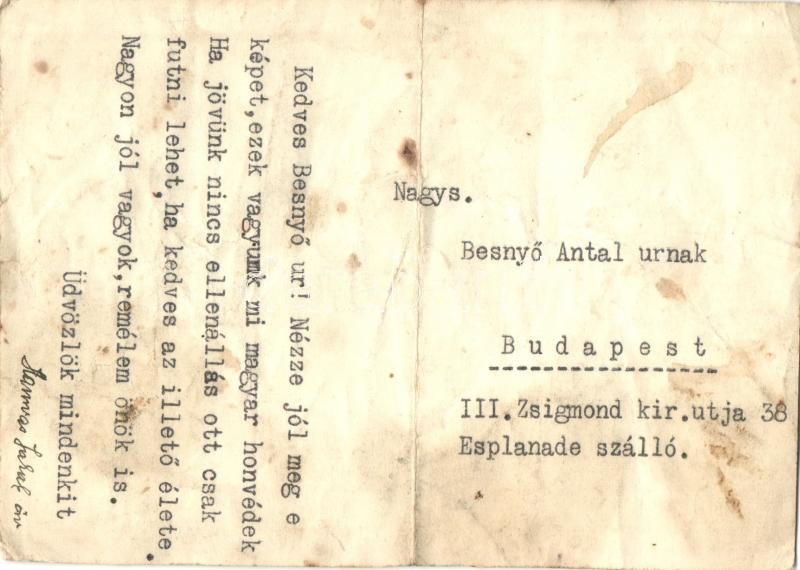 Kedves Besnyő ur! Nézze jól meg e
képet,ezek vagyunk mi magyar honvédek
Ha jövünk nincs ellenállás ott csak
futni lehet,ha kedves az illető élete.
Nagyon jól vagyok,remélem önök is.
Üdvözlök mindenkit
Nagys.
Besnyő Antal urnak
Budapest
III.Zsigmond kir.utja 38
Esplanade szálló.